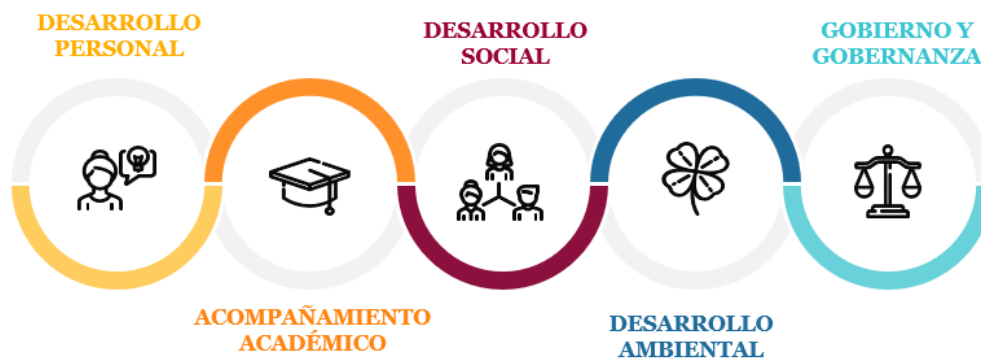 DESARROLLO
PERSONAL
ACOMPAÑAMIENTO
ACADÉMICO
DESARROLLO
SOCIAL
DESARROLLO
AMBIENTAL
GOBIERNO Y
GOBERNANZA